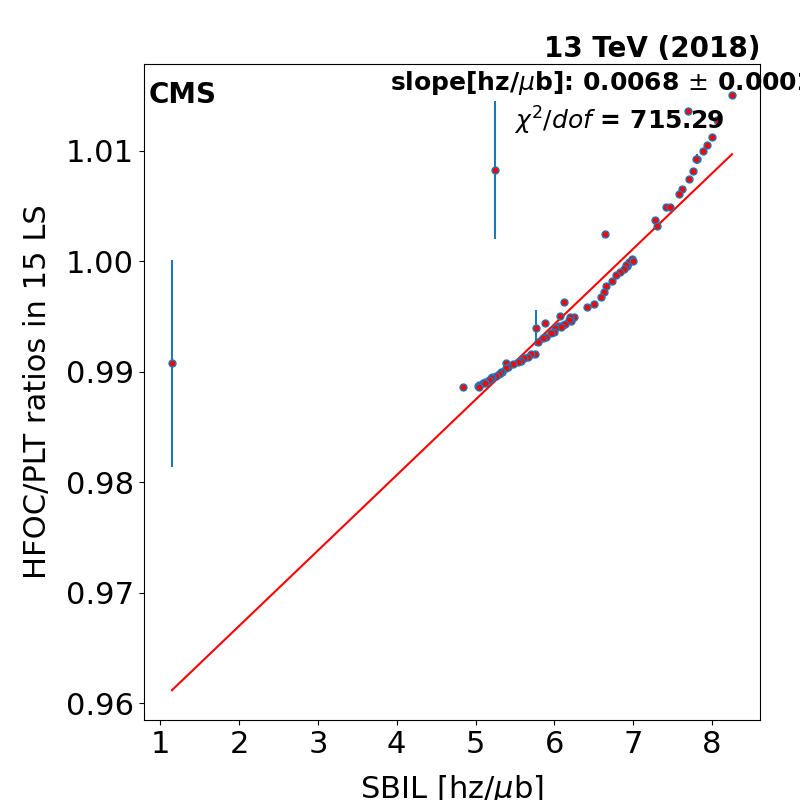 13 TeV (2018)
slope[hz/μb]: 0.0068 ± 0.000
CMS
χ²/dof = 715.29
HFOC/PLT ratios in 15 LS
1.01
1.00
0.99
0.98
0.97
0.96
1 2 3 4 5 6 7 8
SBIL [hz/μb]